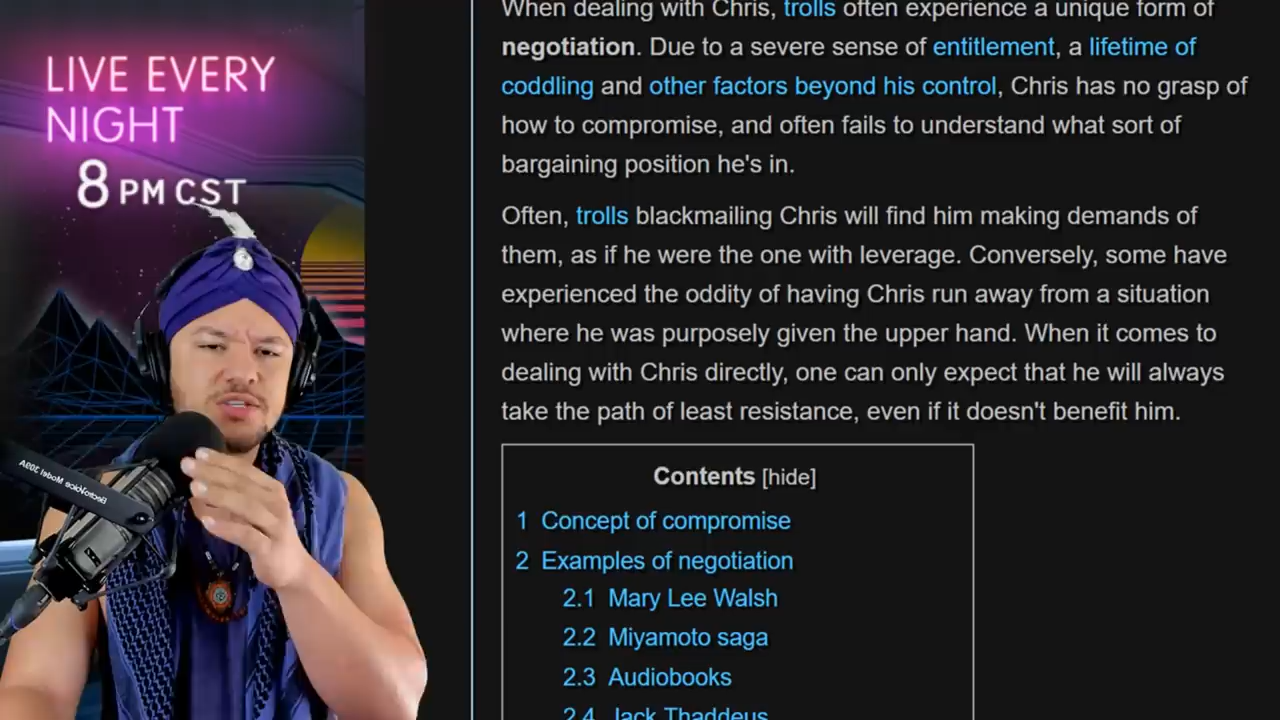 LIVE EVERY
NIGHT
8 PM CST
When dealing with Chris, trolls often experience a unique form of
negotiation. Due to a severe sense of entitlement, a lifetime of
coddling and other factors beyond his control, Chris has no grasp of
how to compromise, and often fails to understand what sort of
bargaining position he's in.
Often, trolls blackmailing Chris will find him making demands of
them, as if he were the one with leverage. Conversely, some have
experienced the oddity of having Chris run away from a situation
where he was purposely given the upper hand. When it comes to
dealing with Chris directly, one can only expect that he will always
take the path of least resistance, even if it doesn't benefit him.
Contents [hide]
1 Concept of compromise
2 Examples of negotiation
2.1 Mary Lee Walsh
2.2 Miyamoto saga
2.3 Audiobooks
2.4 Jack Thaddeus
ElectroVoice Model 309A